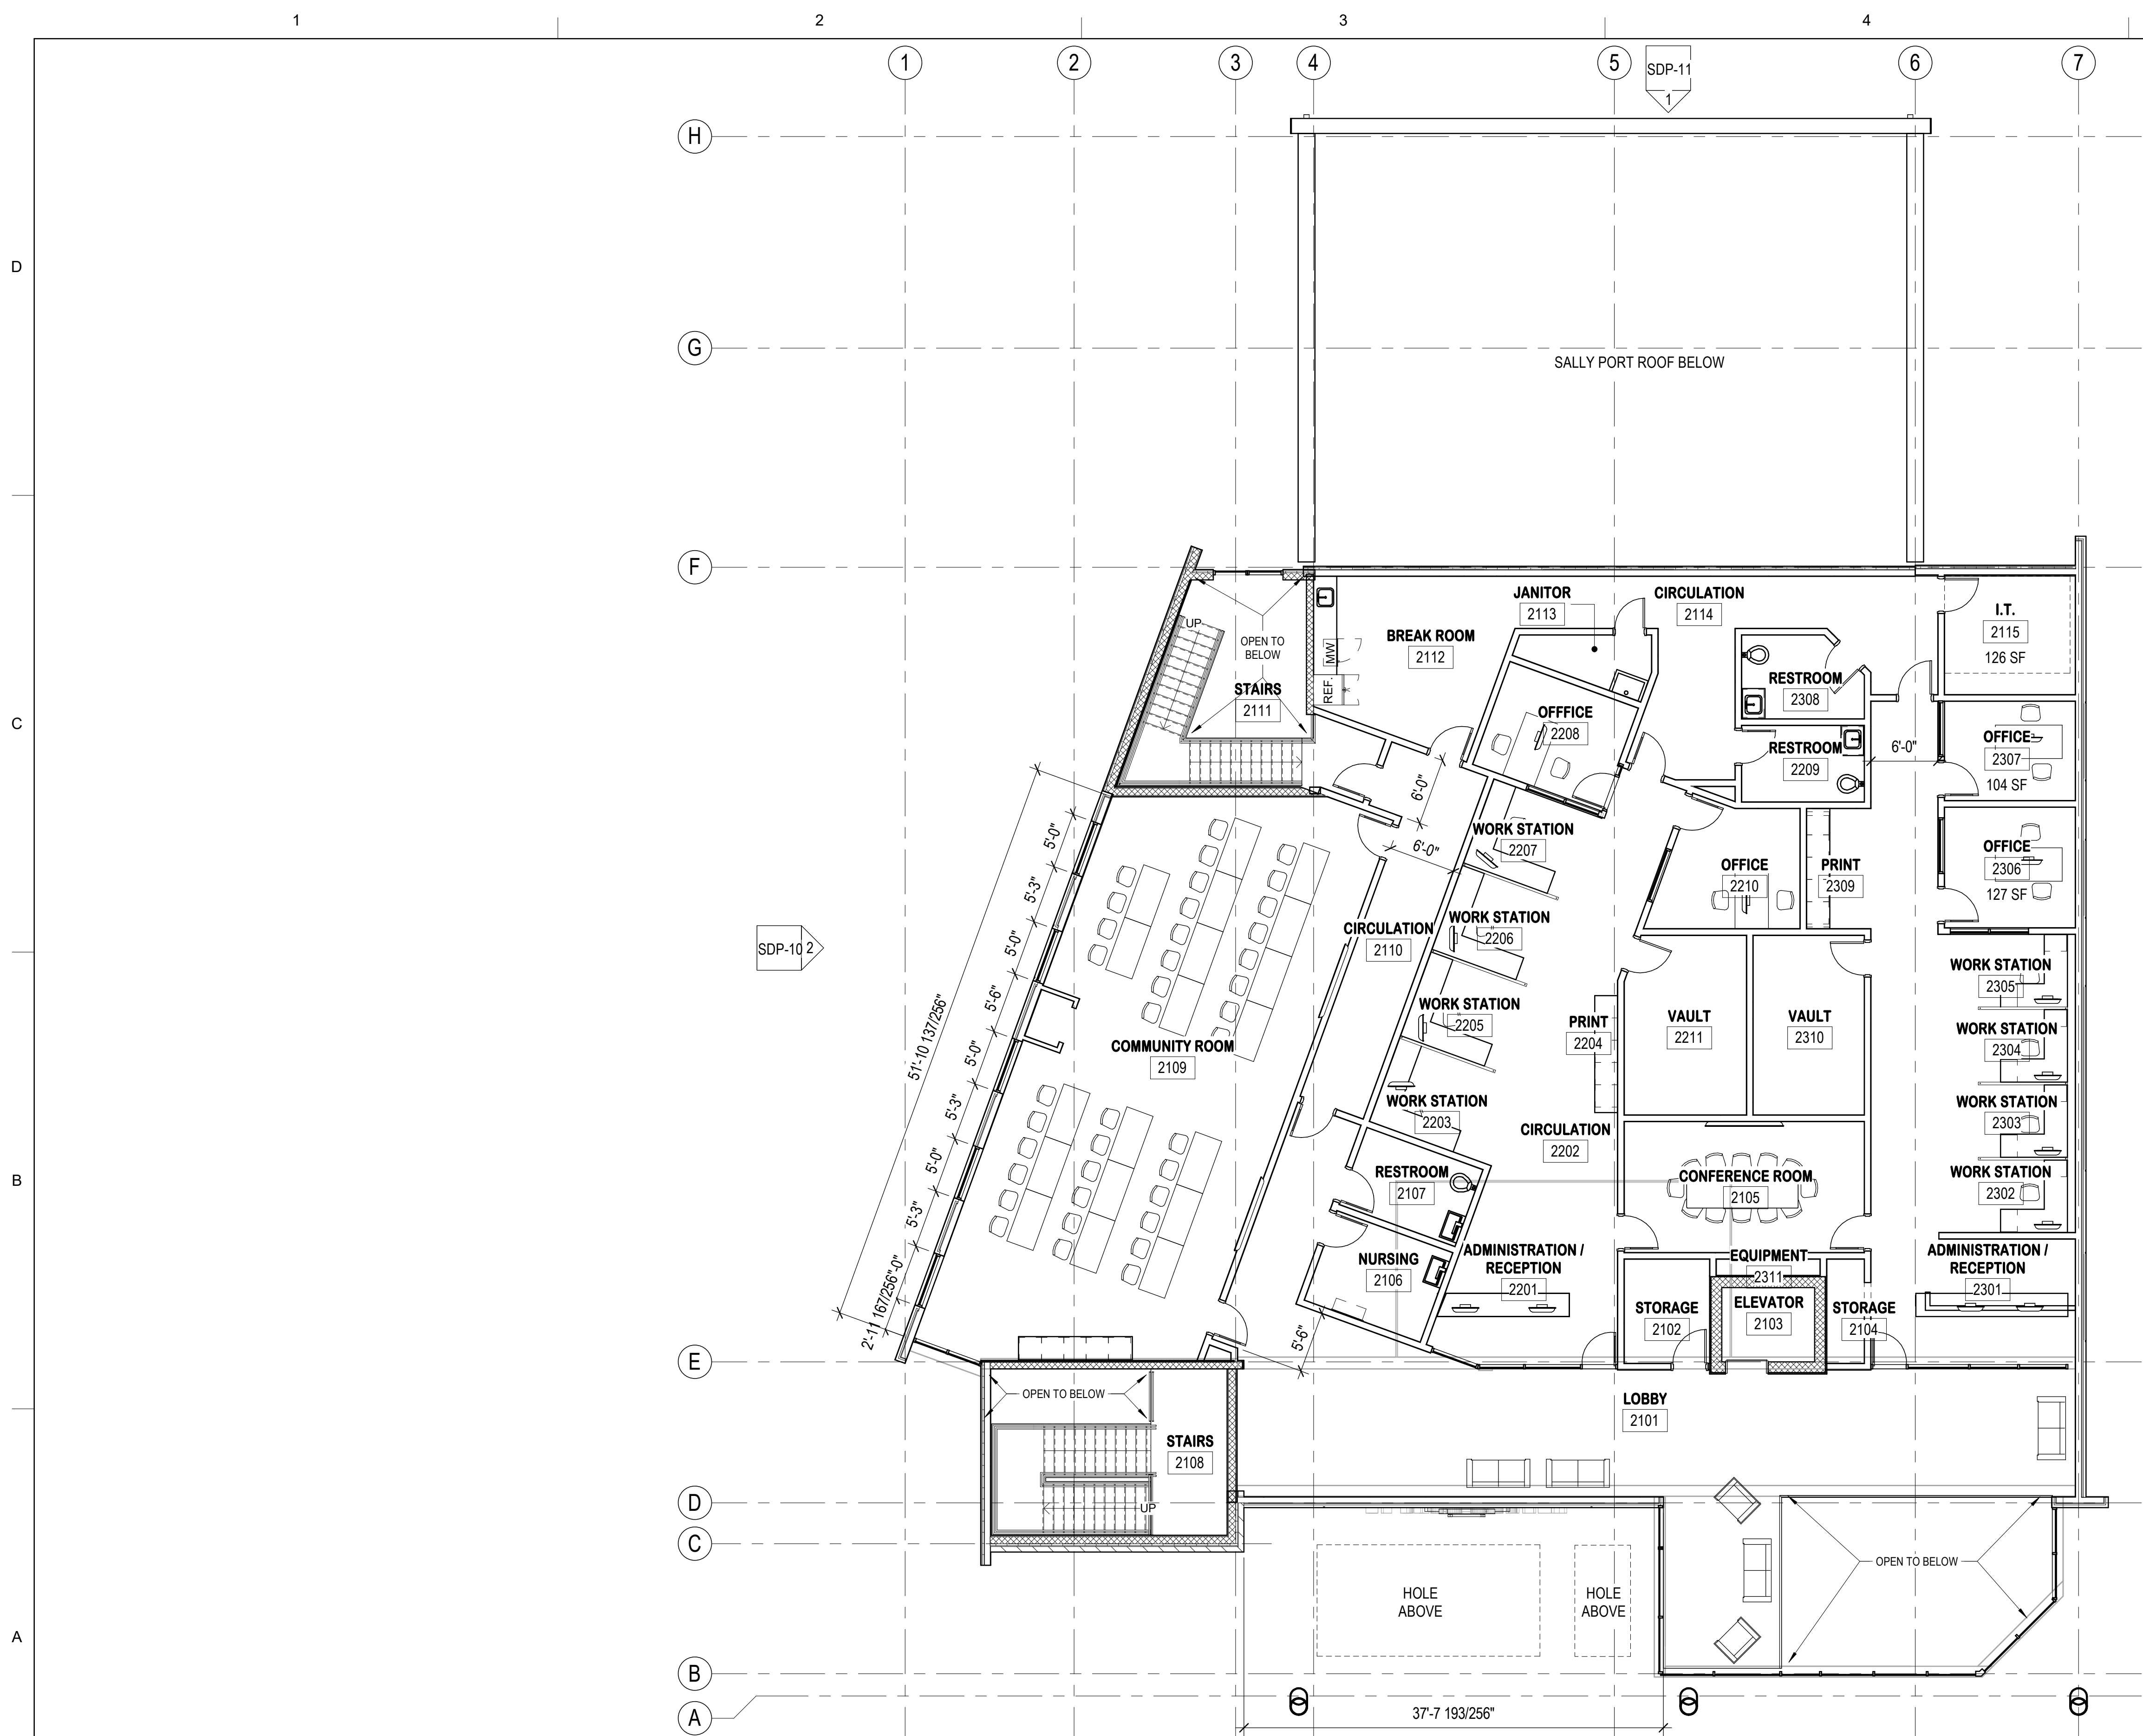 1
2
3
4
1
2
3
4
5
6
7
SDP-11
1
H
D
G
SALLY PORT ROOF BELOW
F
UP
OPEN TO
BELOW
STAIRS
2111
MW
REF.
BREAK ROOM
2112
JANITOR
2113
CIRCULATION
2114
I.T.
2115
126 SF
RESTROOM
2308
OFFFICE
2208
C
RESTROOM
2209
6'-0"
OFFICE
2307
104 SF
6'-0"
6'-0"
WORK STATION
2207
OFFICE
2210
PRINT
2309
OFFICE
2306
127 SF
SDP-10 2
CIRCULATION
2110
WORK STATION
2206
WORK STATION
2205
WORK STATION
2305
5'-0"
5'-3"
5'-0"
5'-6"
5'-0"
5'-3"
5'-0"
5'-3"
2'-11 167/256"-0"
51'-10 137/256"
COMMUNITY ROOM
2109
PRINT
2204
VAULT
2211
VAULT
2310
WORK STATION
2304
WORK STATION
2203
WORK STATION
2303
CIRCULATION
2202
B
RESTROOM
2107
CONFERENCE ROOM
2105
WORK STATION
2302
NURSING
2106
ADMINISTRATION /
RECEPTION
2201
EQUIPMENT
2311
ADMINISTRATION /
RECEPTION
2301
STORAGE
2102
ELEVATOR
2103
STORAGE
2104
5'-6"
E
OPEN TO BELOW
LOBBY
2101
STAIRS
2108
UP
D
C
OPEN TO BELOW
HOLE
ABOVE
HOLE
ABOVE
A
B
A
37'-7 193/256"